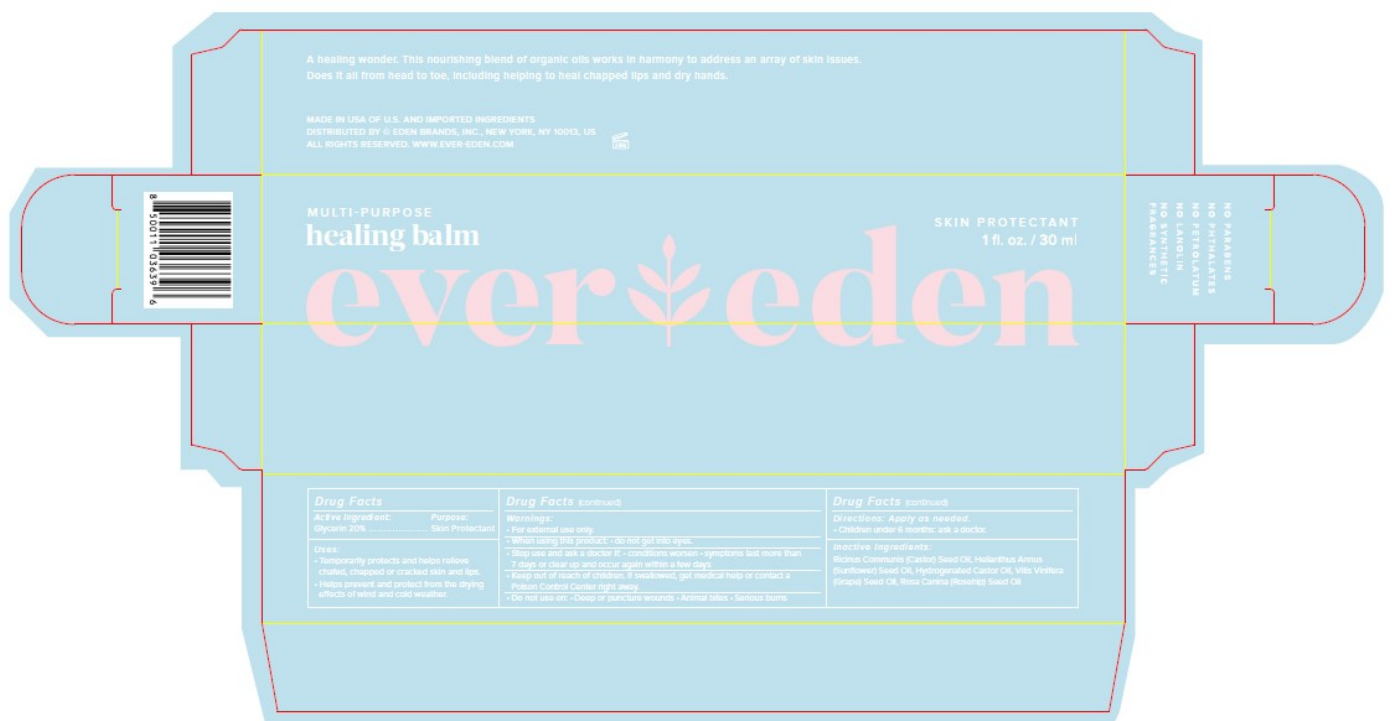 A healing wonder. This nourishing blend of organic oils works in harmony to address an array of skin issues.
Does it all from head to toe, including helping to heal chapped lips and dry hands.
MADE IN USA OF U.S. AND IMPORTED INGREDIENTS
DISTRIBUTED BY © EDEN BRANDS, INC., NEW YORK, NY 10013, US
ALL RIGHTS RESERVED. WWW.EVER-EDEN.COM
8 50011 03639 6
MULTI-PURPOSE
healing balm
SKIN PROTECTANT
1 fl. oz. / 30 ml
ever eden
NO PARABENS
NO PHTHALATES
NO PETROLATUM
NO LANOLIN
NO SYNTHETIC
FRAGRANCES
Drug Facts
Active Ingredient: Purpose:
Glycerin 20% ..................... Skin Protectant
Uses:
• Temporarily protects and helps relieve
chafed, chapped or cracked skin and lips.
• Helps prevent and protect from the drying
effects of wind and cold weather.
Drug Facts (continued)
Warnings:
• For external use only.
• When using this product: • do not get into eyes.
• Stop use and ask a doctor if: • conditions worsen • symptoms last more than
7 days or clear up and occur again within a few days
• Keep out of reach of children. If swallowed, get medical help or contact a
Poison Control Center right away.
• Do not use on: • Deep or puncture wounds • Animal bites • Serious burns
Drug Facts (continued)
Directions: Apply as needed.
• Children under 6 months: ask a doctor.
Inactive Ingredients:
Ricinus Communis (Castor) Seed Oil, Helianthus Annus
(Sunflower) Seed Oil, Hydrogenated Castor Oil, Vitis Vinifera
(Grape) Seed Oil, Rosa Canina (Rosehip) Seed Oil